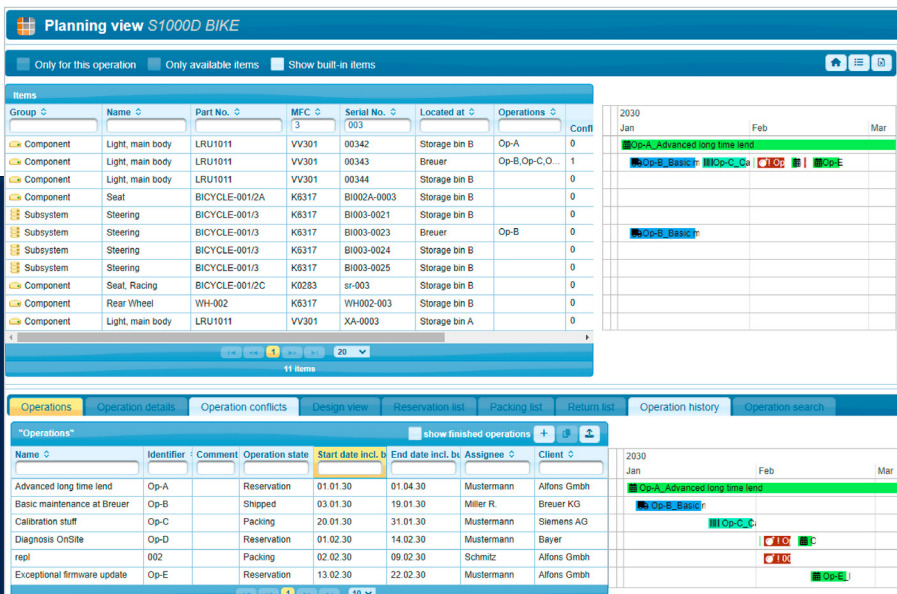 Planning view S1000D BIKE
Only for this operation Only available items Show built-in items
Items
Group Name Part No. MFC Serial No. Located at Operations Confl
3 003
Component Light, main body LRU1011 VV301 00342 Storage bin B Op-A 0
Component Light, main body LRU1011 VV301 00343 Breuer Op-B,Op-C,O... 1
Component Light, main body LRU1011 VV301 00344 Storage bin B 0
Component Seat BICYCLE-001/2A K6317 BI002A-0003 Storage bin B 0
Subsystem Steering BICYCLE-001/3 K6317 BI003-0021 Storage bin B 0
Subsystem Steering BICYCLE-001/3 K6317 BI003-0023 Breuer Op-B 0
Subsystem Steering BICYCLE-001/3 K6317 BI003-0024 Storage bin B 0
Subsystem Steering BICYCLE-001/3 K6317 BI003-0025 Storage bin B 0
Component Seat, Racing BICYCLE-001/2C K0283 sr-003 Storage bin B 0
Component Rear Wheel WH-002 K6317 WH002-003 Storage bin B 0
Component Light, main body LRU1011 VV301 XA-0003 Storage bin A 0
1 20
11 items
2030
Jan Feb Mar
Op-A_Advanced long time lend
Op-B_Basic m Op-C_Ca ! Op Op-E
Op-B_Basic m
Operations Operation details Operation conflicts Design view Reservation list Packing list Return list Operation history Operation search
"Operations" show finished operations +
Name Identifier Comment Operation state Start date incl. b End date incl. bu Assignee Client
Advanced long time lend Op-A Reservation 01.01.30 01.04.30 Mustermann Alfons Gmbh
Basic maintenance at Breuer Op-B Shipped 03.01.30 19.01.30 Miller R. Breuer KG
Calibration stuff Op-C Packing 20.01.30 31.01.30 Mustermann Siemens AG
Diagnosis OnSite Op-D Reservation 01.02.30 14.02.30 Mustermann Bayer
repl 002 Packing 02.02.30 09.02.30 Schmitz Alfons Gmbh
Exceptional firmware update Op-E Reservation 13.02.30 22.02.30 Mustermann Alfons Gmbh
1 10
2030
Jan Feb Mar
Op-A_Advanced long time lend
Op-B_Basic m
Op-C_Ca
! O
! 00
Op-E_